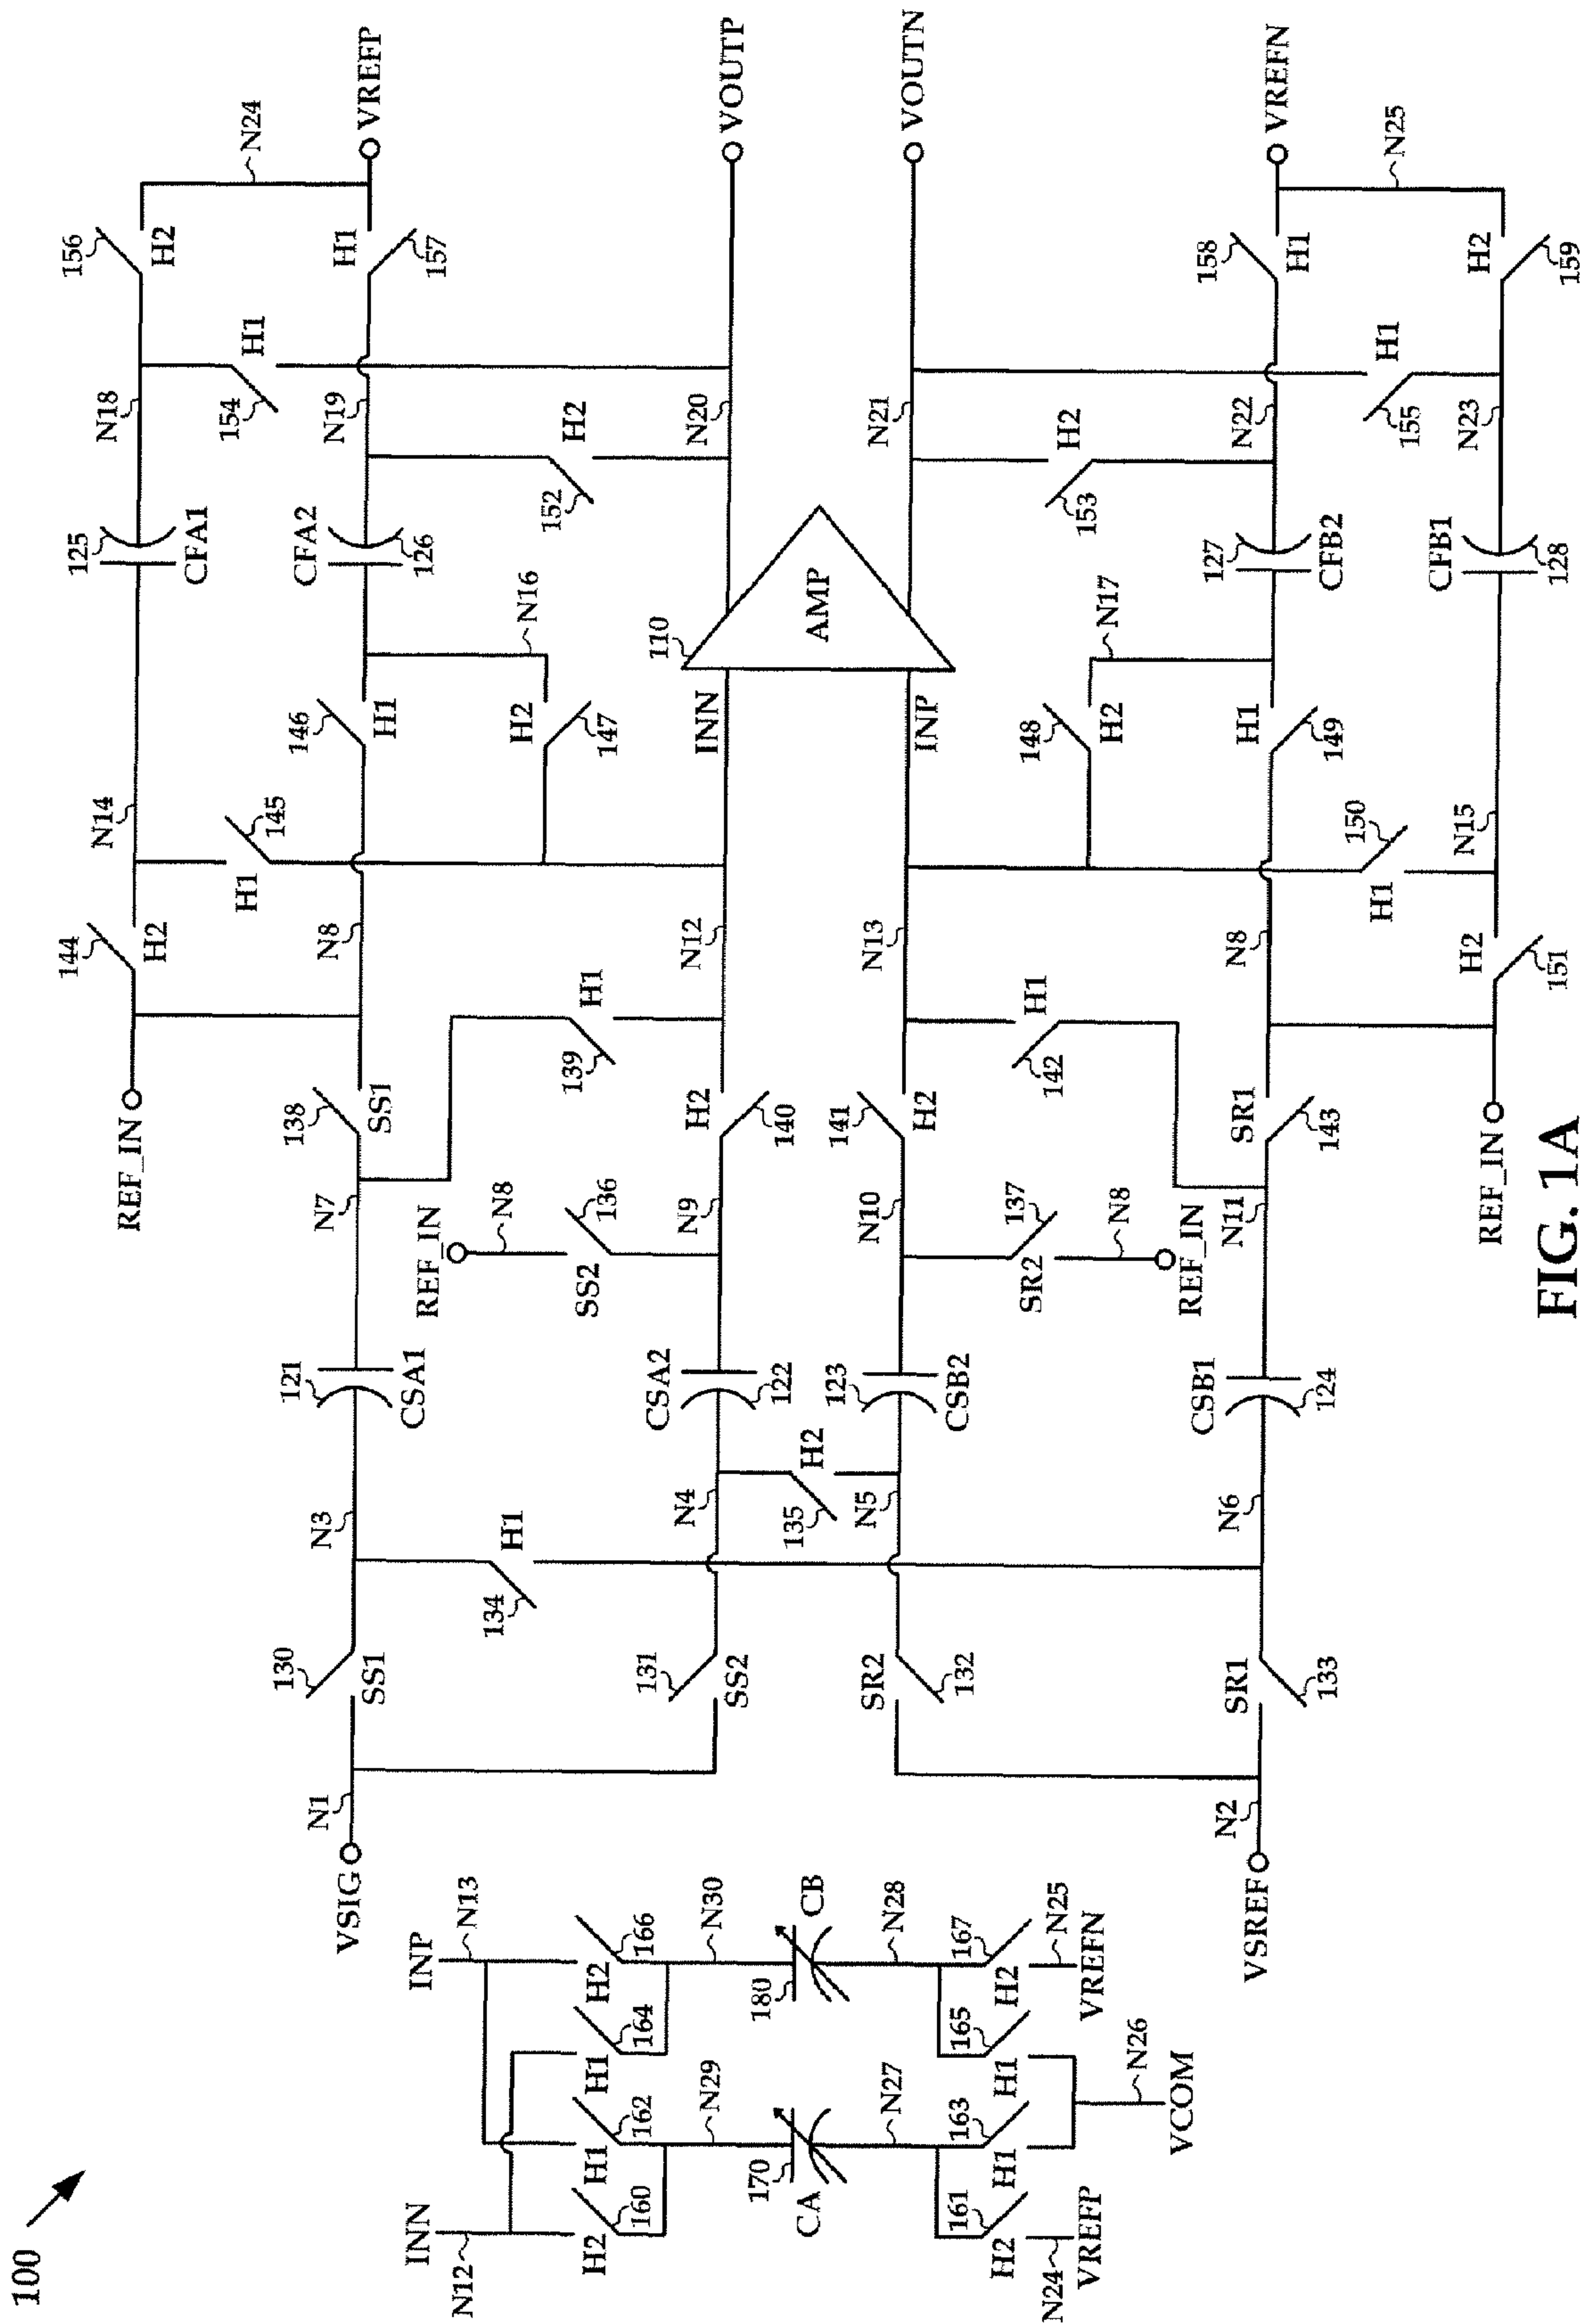 100
REF_IN
144
H2
N14
125
CFA1
N18
156
H2
N24
H1
145
H1
154
VSIG
N1
130
SS1
N3
121
CSA1
N7
138
SS1
N8
146
H1
CFA2
126
N19
H1
157
VREFP
134
H1
REF_IN
N8
136
SS2
139
H1
H2
147
N16
152
H2
131
SS2
N4
CSA2
122
N9
H2
140
N12
INN
110
AMP
N20
VOUTP
135
H2
132
SR2
N5
123
CSB2
N10
141
H2
N13
INP
N21
VOUTN
SR2
137
N8
REF_IN
142
H1
148
H2
N17
153
H2
VSREF
N2
133
SR1
N6
CSB1
124
N11
SR1
143
N8
H1
149
127
CFB2
N22
158
H1
VREFN
150
H1
155
H1
N25
REF_IN
H2
151
N15
CFB1
128
N23
H2
159
INN
N12
INP
N13
H2
160
H1
162
H1
164
H2
166
N29
N30
170
CA
180
CB
N27
N28
161
H2
163
H1
165
H1
167
H2
N24
VREFP
N26
VCOM
N25
VREFN
FIG. 1A